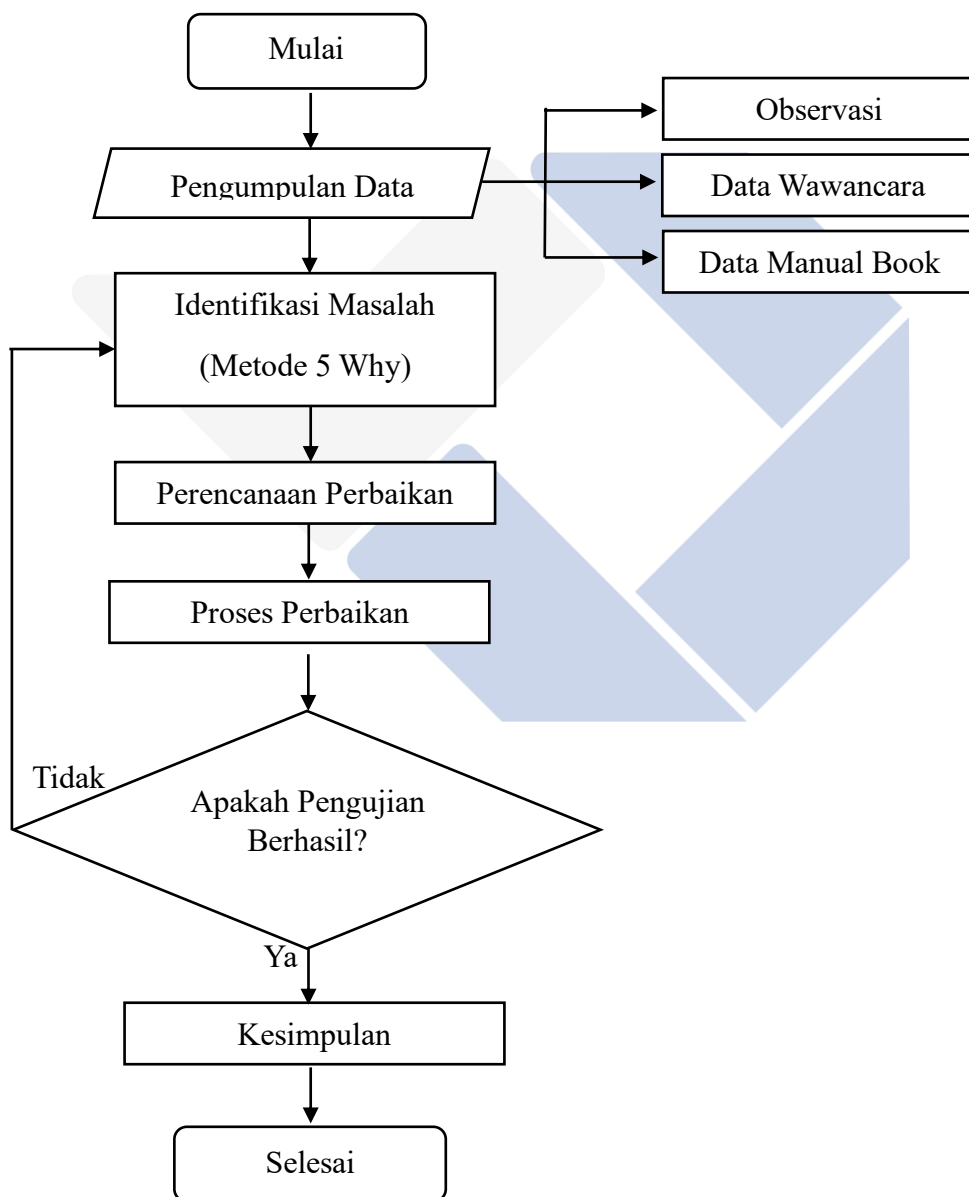 Mulai
Observasi
Pengumpulan Data
Data Wawancara
Data Manual Book
Identifikasi Masalah
(Metode 5 Why)
Perencanaan Perbaikan
Proses Perbaikan
Tidak
Apakah Pengujian
Berhasil?
Ya
Kesimpulan
Selesai